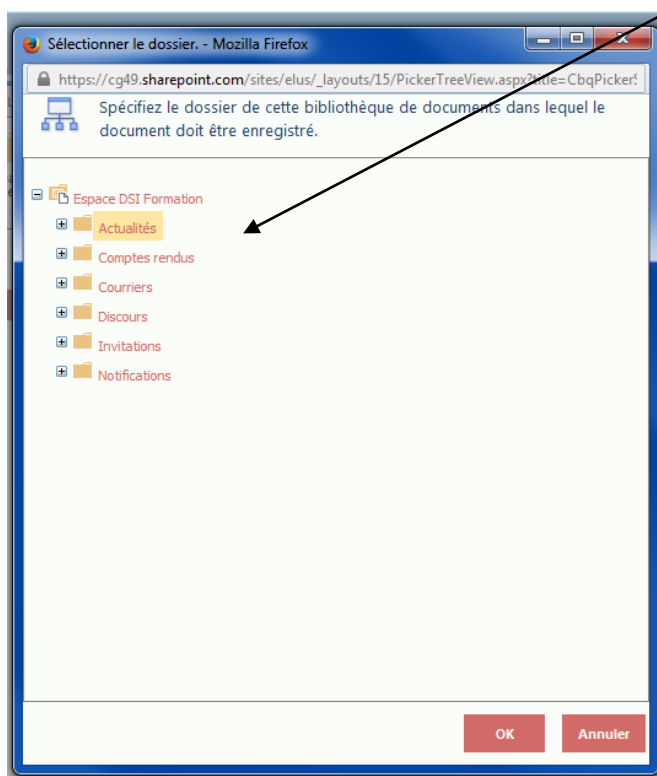 Sélectionner le dossier. - Mozilla Firefox
https://cg49.sharepoint.com/sites/elus/_layouts/15/PickerTreeView.aspx?title=CbqPickerS
Spécifiez le dossier de cette bibliothèque de documents dans lequel le
document doit être enregistré.
Espace DSI Formation
Actualités
Comptes rendus
Courriers
Discours
Invitations
Notifications
OK Annuler